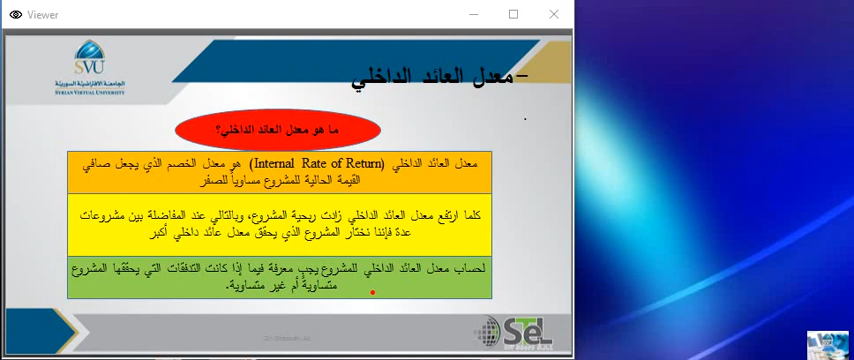 Viewer
SVU
الجامعة الافتراضية السورية
SYRIAN VIRTUAL UNIVERSITY
– معدل العائد الداخلي
.
ما هو معدل العائد الداخلي؟
معدل العائد الداخلي (Internal Rate of Return) هو معدل الخصم الذي يجعل صافي
القيمة الحالية للمشروع مساوياً للصفر
كلما ارتفع معدل العائد الداخلي زادت ربحية المشروع، وبالتالي عند المفاضلة بين مشروعات
عدة فإننا نختار المشروع الذي يحقق معدل عائد داخلي أكبر
لحساب معدل العائد الداخلي للمشروع يجب معرفة فيما إذا كانت التدفقات التي يحققها المشروع
متساوية أم غير متساوية.
STeL